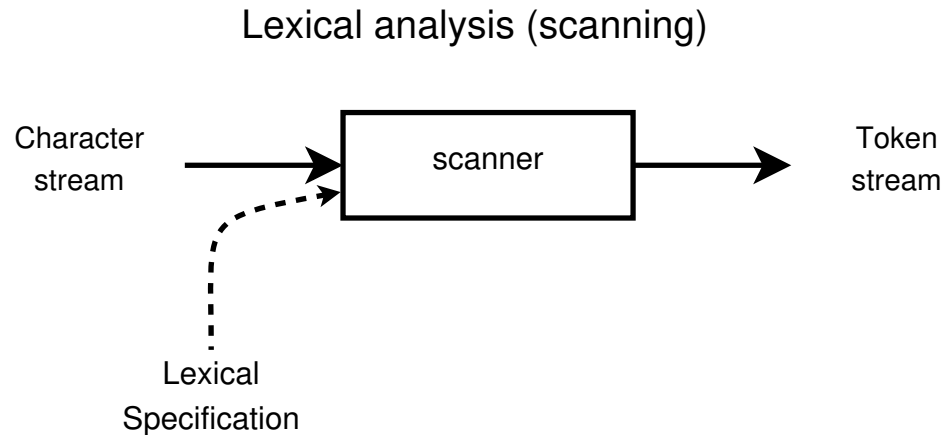 Lexical analysis (scanning)
Character
stream
scanner
Token
stream
Lexical
Specification